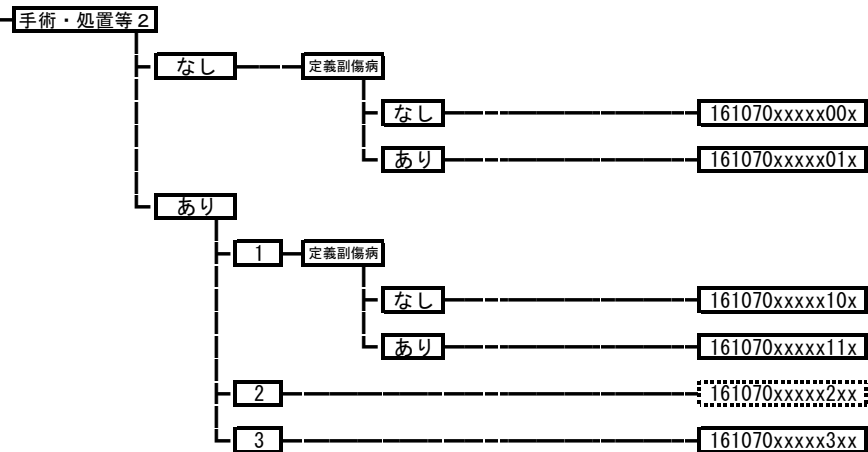 手術・処置等２
なし 定義副傷病
なし 161070xxxxx00x
あり 161070xxxxx01x
あり
1 定義副傷病
なし 161070xxxxx10x
あり 161070xxxxx11x
2 161070xxxxx2xx
3 161070xxxxx3xx